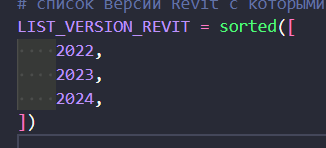 # список версий Revit с которыми
LIST_VERSION_REVIT = sorted([
    2022,
    2023,
    2024,
])